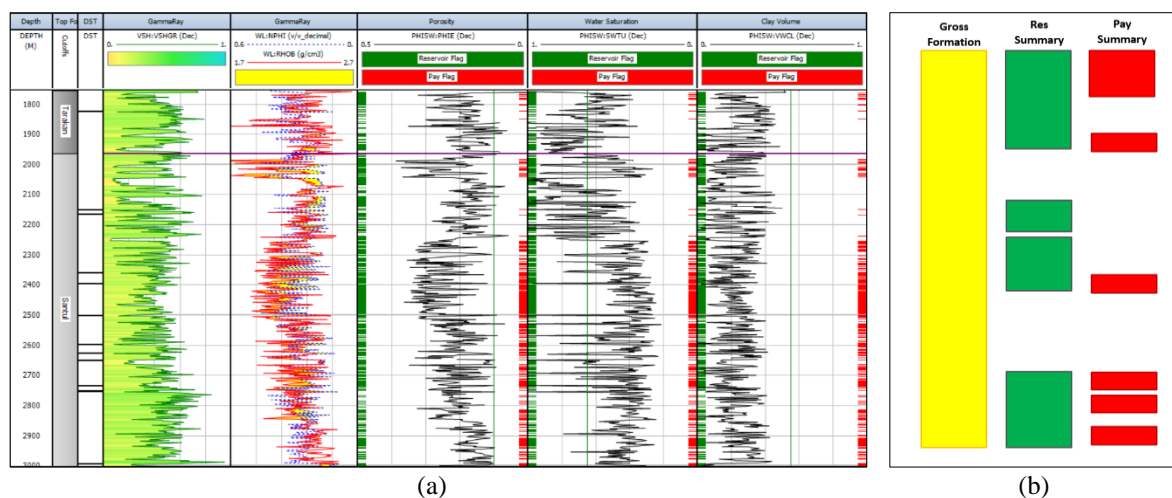 Depth Top Fo DST GammaRay GammaRay Porosity Water Saturation Clay Volume
DEPTH (M) Cutoffs DST VSH:VSHGR (Dec) WL:NPHI (v/v_decimal) PHISW:PHIE (Dec) PHISW:SWTU (Dec) PHISW:VWCL (Dec)
0. 1. 0.6 0. 0.5 0. 1. 0. 0. 1.
WL:RHOB (g/cm3) Reservoir Flag Reservoir Flag Reservoir Flag
1.7 2.7 Pay Flag Pay Flag Pay Flag
1800
Tarakan
1900
2000
2100
2200
2300
2400
Santul
2500
2600
2700
2800
2900
3000
(a)
Gross Formation
Res Summary
Pay Summary
(b)